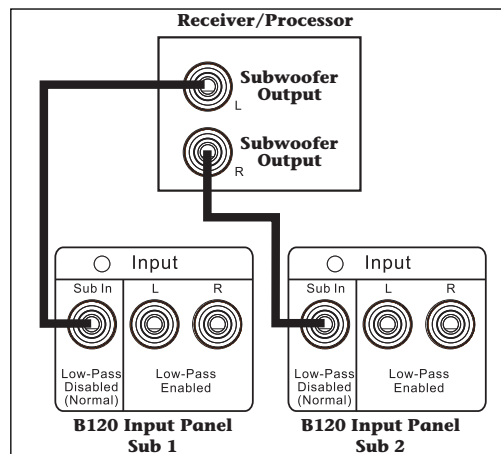 Receiver/Processor
Subwoofer
Output
L
Subwoofer
Output
R
Input
Sub In
L
R
Low-Pass
Disabled
(Normal)
Low-Pass
Enabled
B120 Input Panel
Sub 1
Input
Sub In
L
R
Low-Pass
Disabled
(Normal)
Low-Pass
Enabled
B120 Input Panel
Sub 2